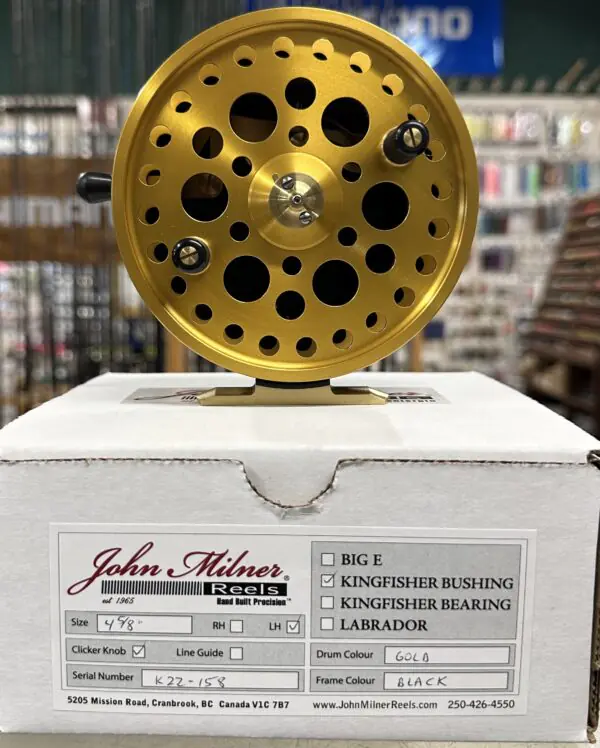 John Milner®
Reels
est 1965
Hand Built Precision™
Size 4 5/8"
RH
LH ☑
Clicker Knob ☑
Line Guide
Serial Number K22-158
BIG E
☑ KINGFISHER BUSHING
KINGFISHER BEARING
LABRADOR
Drum Colour GOLD
Frame Colour BLACK
5205 Mission Road, Cranbrook, BC Canada V1C 7B7
www.JohnMilnerReels.com 250-426-4550